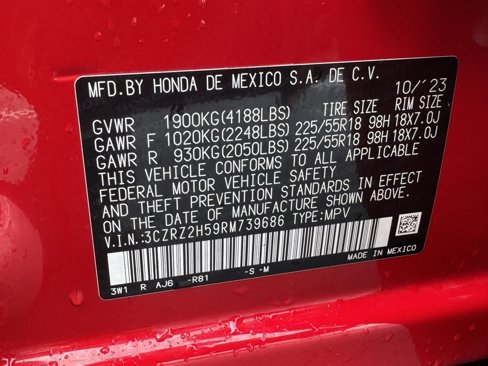 MFD.BY HONDA DE MEXICO S.A. DE C.V.
10/'23
GVWR 1900KG(4188LBS) TIRE SIZE RIM SIZE
GAWR F 1020KG(2248LBS) 225/55R18 98H 18X7.0J
GAWR R 930KG(2050LBS) 225/55R18 98H 18X7.0J
THIS VEHICLE CONFORMS TO ALL APPLICABLE
FEDERAL MOTOR VEHICLE SAFETY
AND THEFT PREVENTION STANDARDS IN EFFECT
ON THE DATE OF MANUFACTURE SHOWN ABOVE.
V.I.N:3CZRZ2H59RM739686 TYPE:MPV
3W1 R AJ6 -R81 -S -M
MADE IN MEXICO